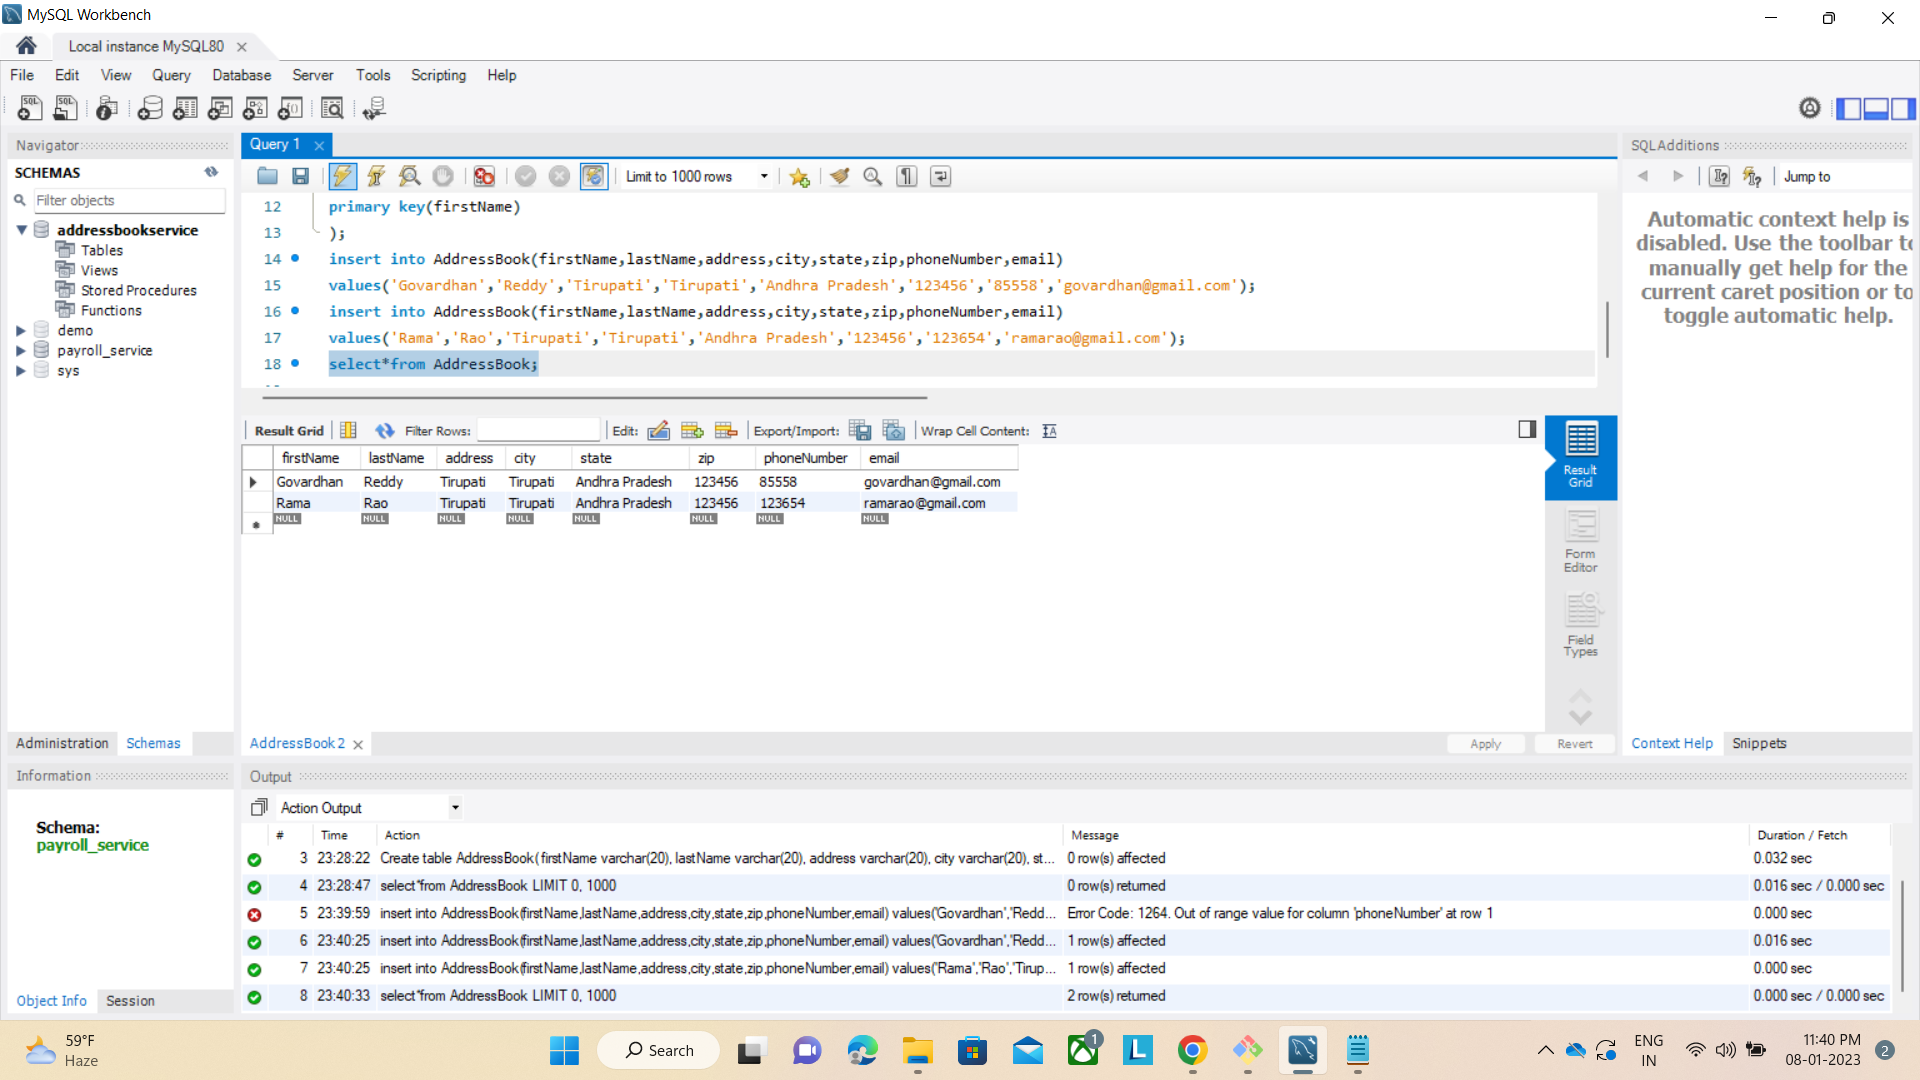 MySQL Workbench
Local instance MySQL80
File Edit View Query Database Server Tools Scripting Help
Navigator
SCHEMAS
Filter objects
addressbookservice
Tables
Views
Stored Procedures
Functions
demo
payroll_service
sys
Administration Schemas
Information
Schema:
payroll_service
Object Info Session
Query 1
Limit to 1000 rows
12 primary key(firstName)
13 );
14 insert into AddressBook(firstName,lastName,address,city,state,zip,phoneNumber,email)
15 values('Govardhan','Reddy','Tirupati','Tirupati','Andhra Pradesh','123456','85558','govardhan@gmail.com');
16 insert into AddressBook(firstName,lastName,address,city,state,zip,phoneNumber,email)
17 values('Rama','Rao','Tirupati','Tirupati','Andhra Pradesh','123456','123654','ramarao@gmail.com');
18 select*from AddressBook;
Result Grid Filter Rows: Edit: Export/Import: Wrap Cell Content:
firstName lastName address city state zip phoneNumber email
Govardhan Reddy Tirupati Tirupati Andhra Pradesh 123456 85558 govardhan@gmail.com
Rama Rao Tirupati Tirupati Andhra Pradesh 123456 123654 ramarao@gmail.com
NULL NULL NULL NULL NULL NULL NULL NULL
Result
Grid
Form
Editor
Field
Types
AddressBook 2
Apply Revert
SQLAdditions
Jump to
Automatic context help is
disabled. Use the toolbar to
manually get help for the
current caret position or to
toggle automatic help.
Context Help Snippets
Output
Action Output
# Time Action Message Duration / Fetch
3 23:28:22 Create table AddressBook( firstName varchar(20), lastName varchar(20), address varchar(20), city varchar(20), st... 0 row(s) affected 0.032 sec
4 23:28:47 select*from AddressBook LIMIT 0, 1000 0 row(s) returned 0.016 sec / 0.000 sec
5 23:39:59 insert into AddressBook(firstName,lastName,address,city,state,zip,phoneNumber,email) values('Govardhan','Redd... Error Code: 1264. Out of range value for column 'phoneNumber' at row 1 0.000 sec
6 23:40:25 insert into AddressBook(firstName,lastName,address,city,state,zip,phoneNumber,email) values('Govardhan','Redd... 1 row(s) affected 0.016 sec
7 23:40:25 insert into AddressBook(firstName,lastName,address,city,state,zip,phoneNumber,email) values('Rama','Rao','Tirup... 1 row(s) affected 0.000 sec
8 23:40:33 select*from AddressBook LIMIT 0, 1000 2 row(s) returned 0.000 sec / 0.000 sec
59°F
Haze
Search
1
L
ENG
IN
11:40 PM
08-01-2023
2